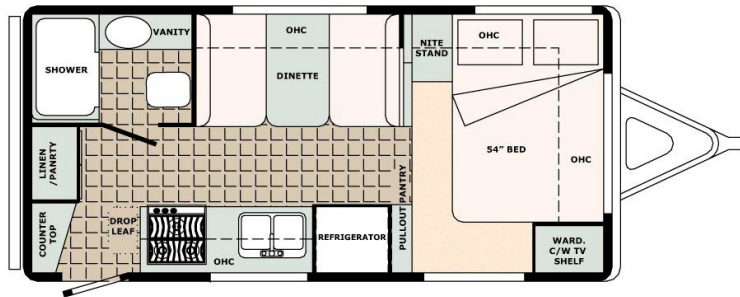 VANITY
OHC
OHC
NITE
STAND
SHOWER
DINETTE
54" BED
OHC
LINEN
/PANRTY
PULLOUT PANTRY
COUNTER
TOP
DROP
LEAF
REFRIGERATOR
OHC
WARD.
C/W TV
SHELF